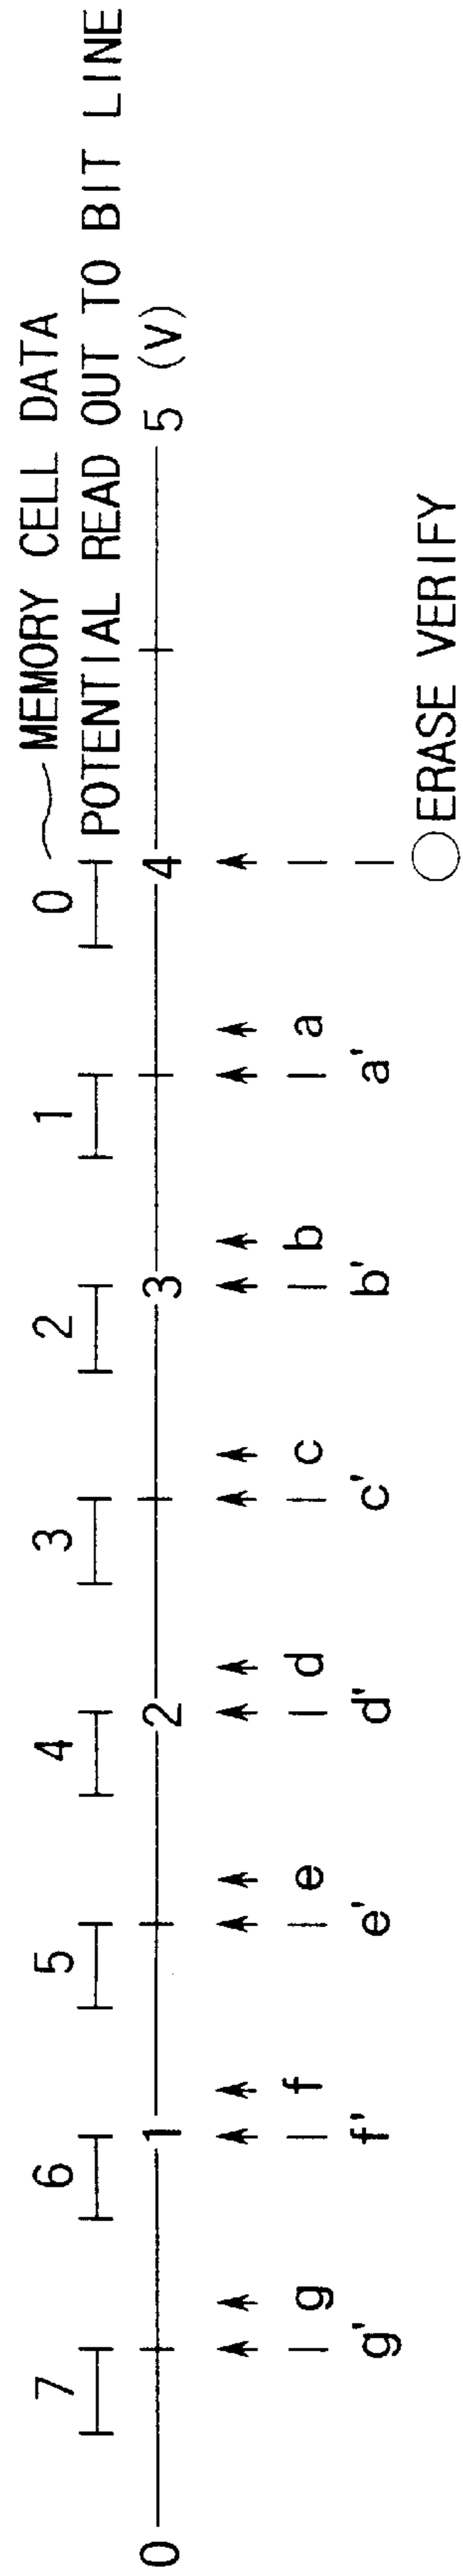 7 6 5 4 3 2 1 0 MEMORY CELL DATA
POTENTIAL READ OUT TO BIT LINE
0 1 2 3 4 5 (V)
g f e d c b a
g' f' e' d' c' b' a'
ERASE VERIFY